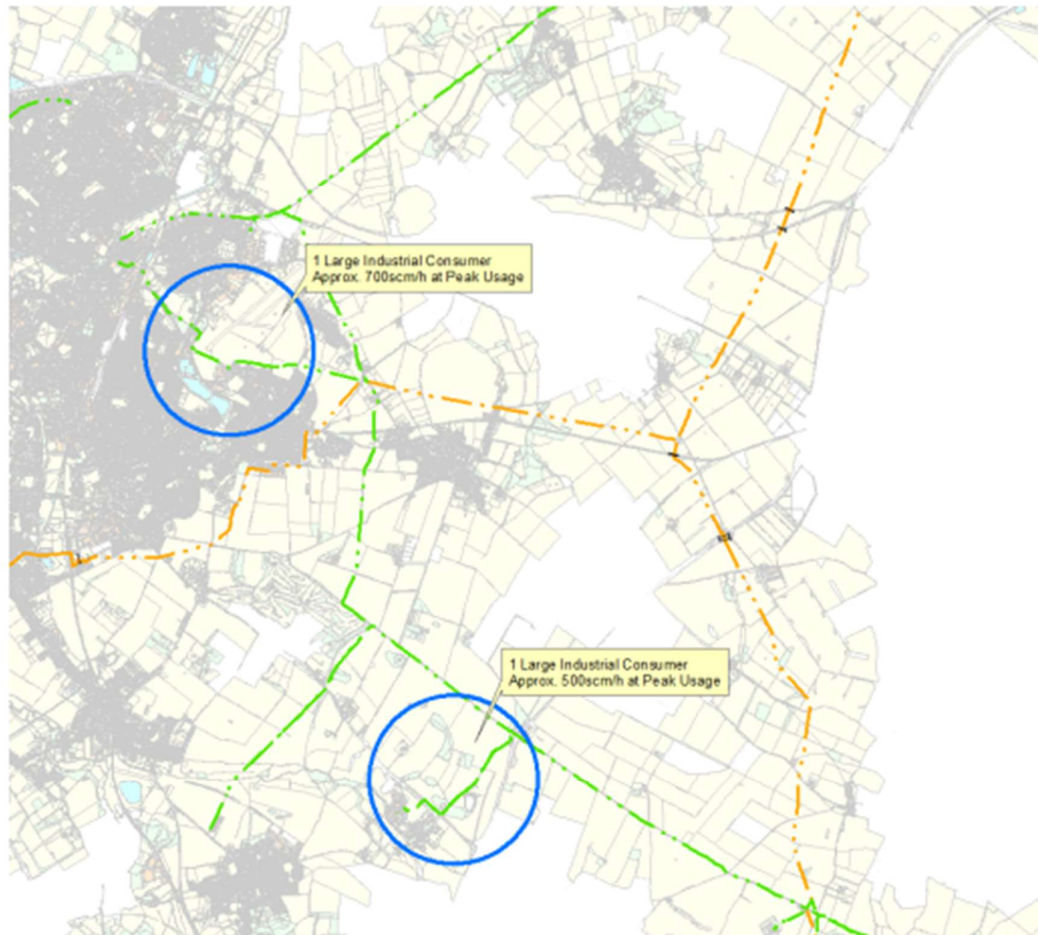 1 Large Industrial Consumer
Approx. 700scm/h at Peak Usage
1 Large Industrial Consumer
Approx. 500scm/h at Peak Usage